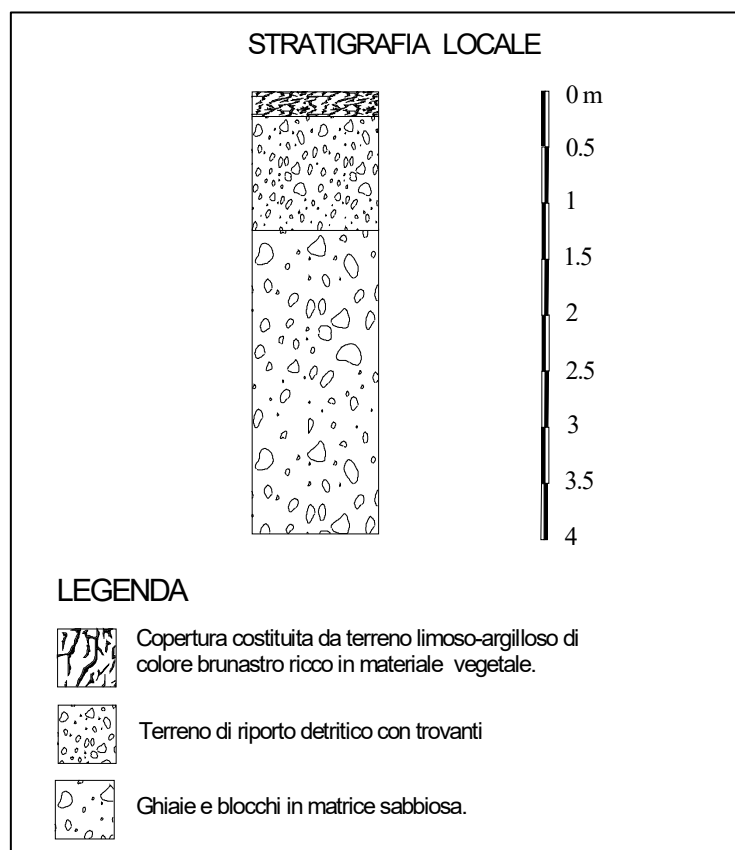 STRATIGRAFIA LOCALE
0 m
0.5
1
1.5
2
2.5
3
3.5
4
LEGENDA
Copertura costituita da terreno limoso-argilloso di
colore brunastro ricco in materiale vegetale.
Terreno di riporto detritico con trovanti
Ghiaie e blocchi in matrice sabbiosa.